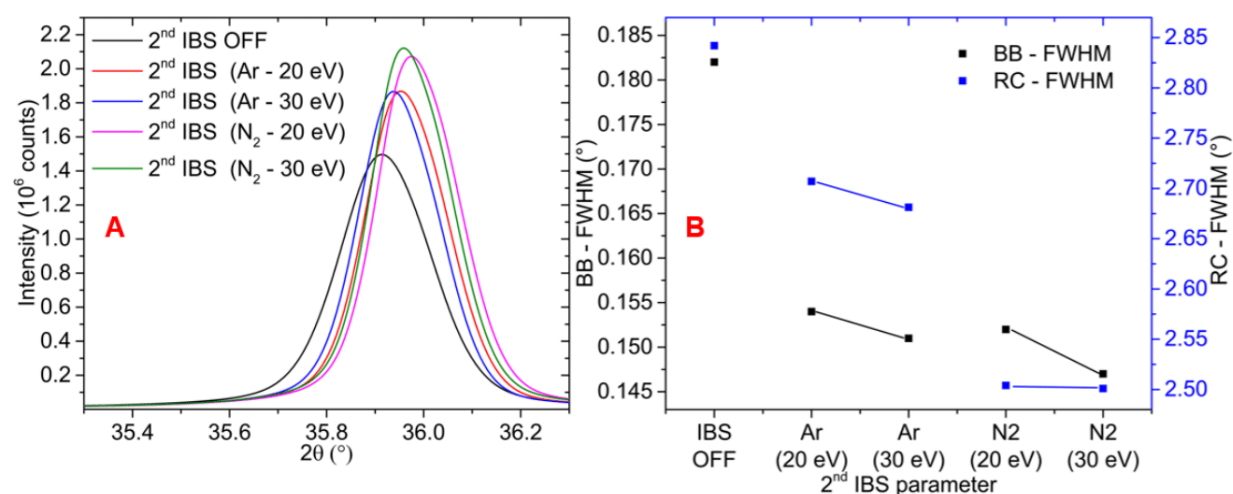 2.2
2.0
1.8
1.6
1.4
1.2
1.0
0.8
0.6
0.4
0.2
Intensity (10⁶ counts)
2ⁿᵈ IBS OFF
2ⁿᵈ IBS (Ar - 20 eV)
2ⁿᵈ IBS (Ar - 30 eV)
2ⁿᵈ IBS (N₂ - 20 eV)
2ⁿᵈ IBS (N₂ - 30 eV)
A
35.4 35.6 35.8 36.0 36.2
2θ (°)
0.185
0.180
0.175
0.170
0.165
0.160
0.155
0.150
0.145
BB - FWHM (°)
BB - FWHM
RC - FWHM
B
2.85
2.80
2.75
2.70
2.65
2.60
2.55
2.50
RC - FWHM (°)
IBS Ar Ar N2 N2
OFF (20 eV) (30 eV) (20 eV) (30 eV)
2ⁿᵈ IBS parameter